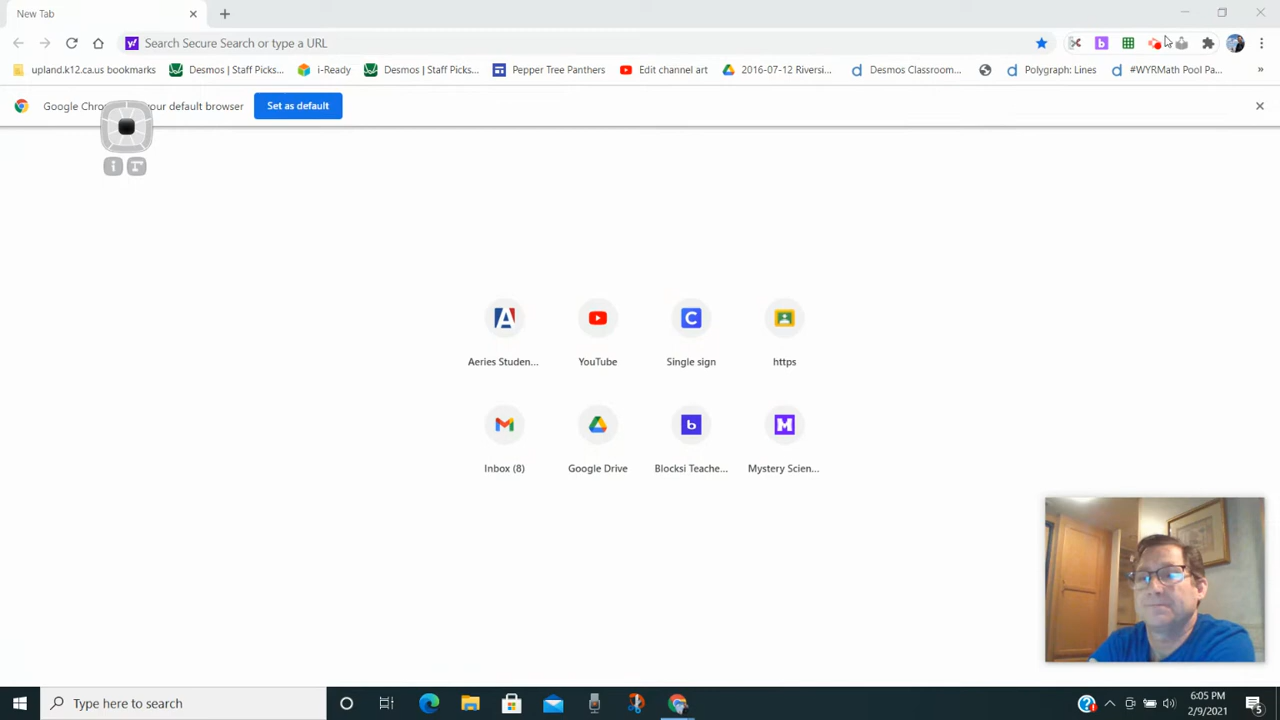 New Tab
y!
Search Secure Search or type a URL
b
upland.k12.ca.us bookmarks
Desmos | Staff Picks...
i-Ready
Desmos | Staff Picks...
Pepper Tree Panthers
Edit channel art
2016-07-12 Riversi...
Desmos Classroom...
Polygraph: Lines
#WYRMath Pool Pa...
»
your default browser
Set as default
i
C
Aeries Studen...
YouTube
Single sign
https
b
M
Inbox (8)
Google Drive
Blocksi Teache...
Mystery Scien...
Type here to search
6:05 PM
2/9/2021
5